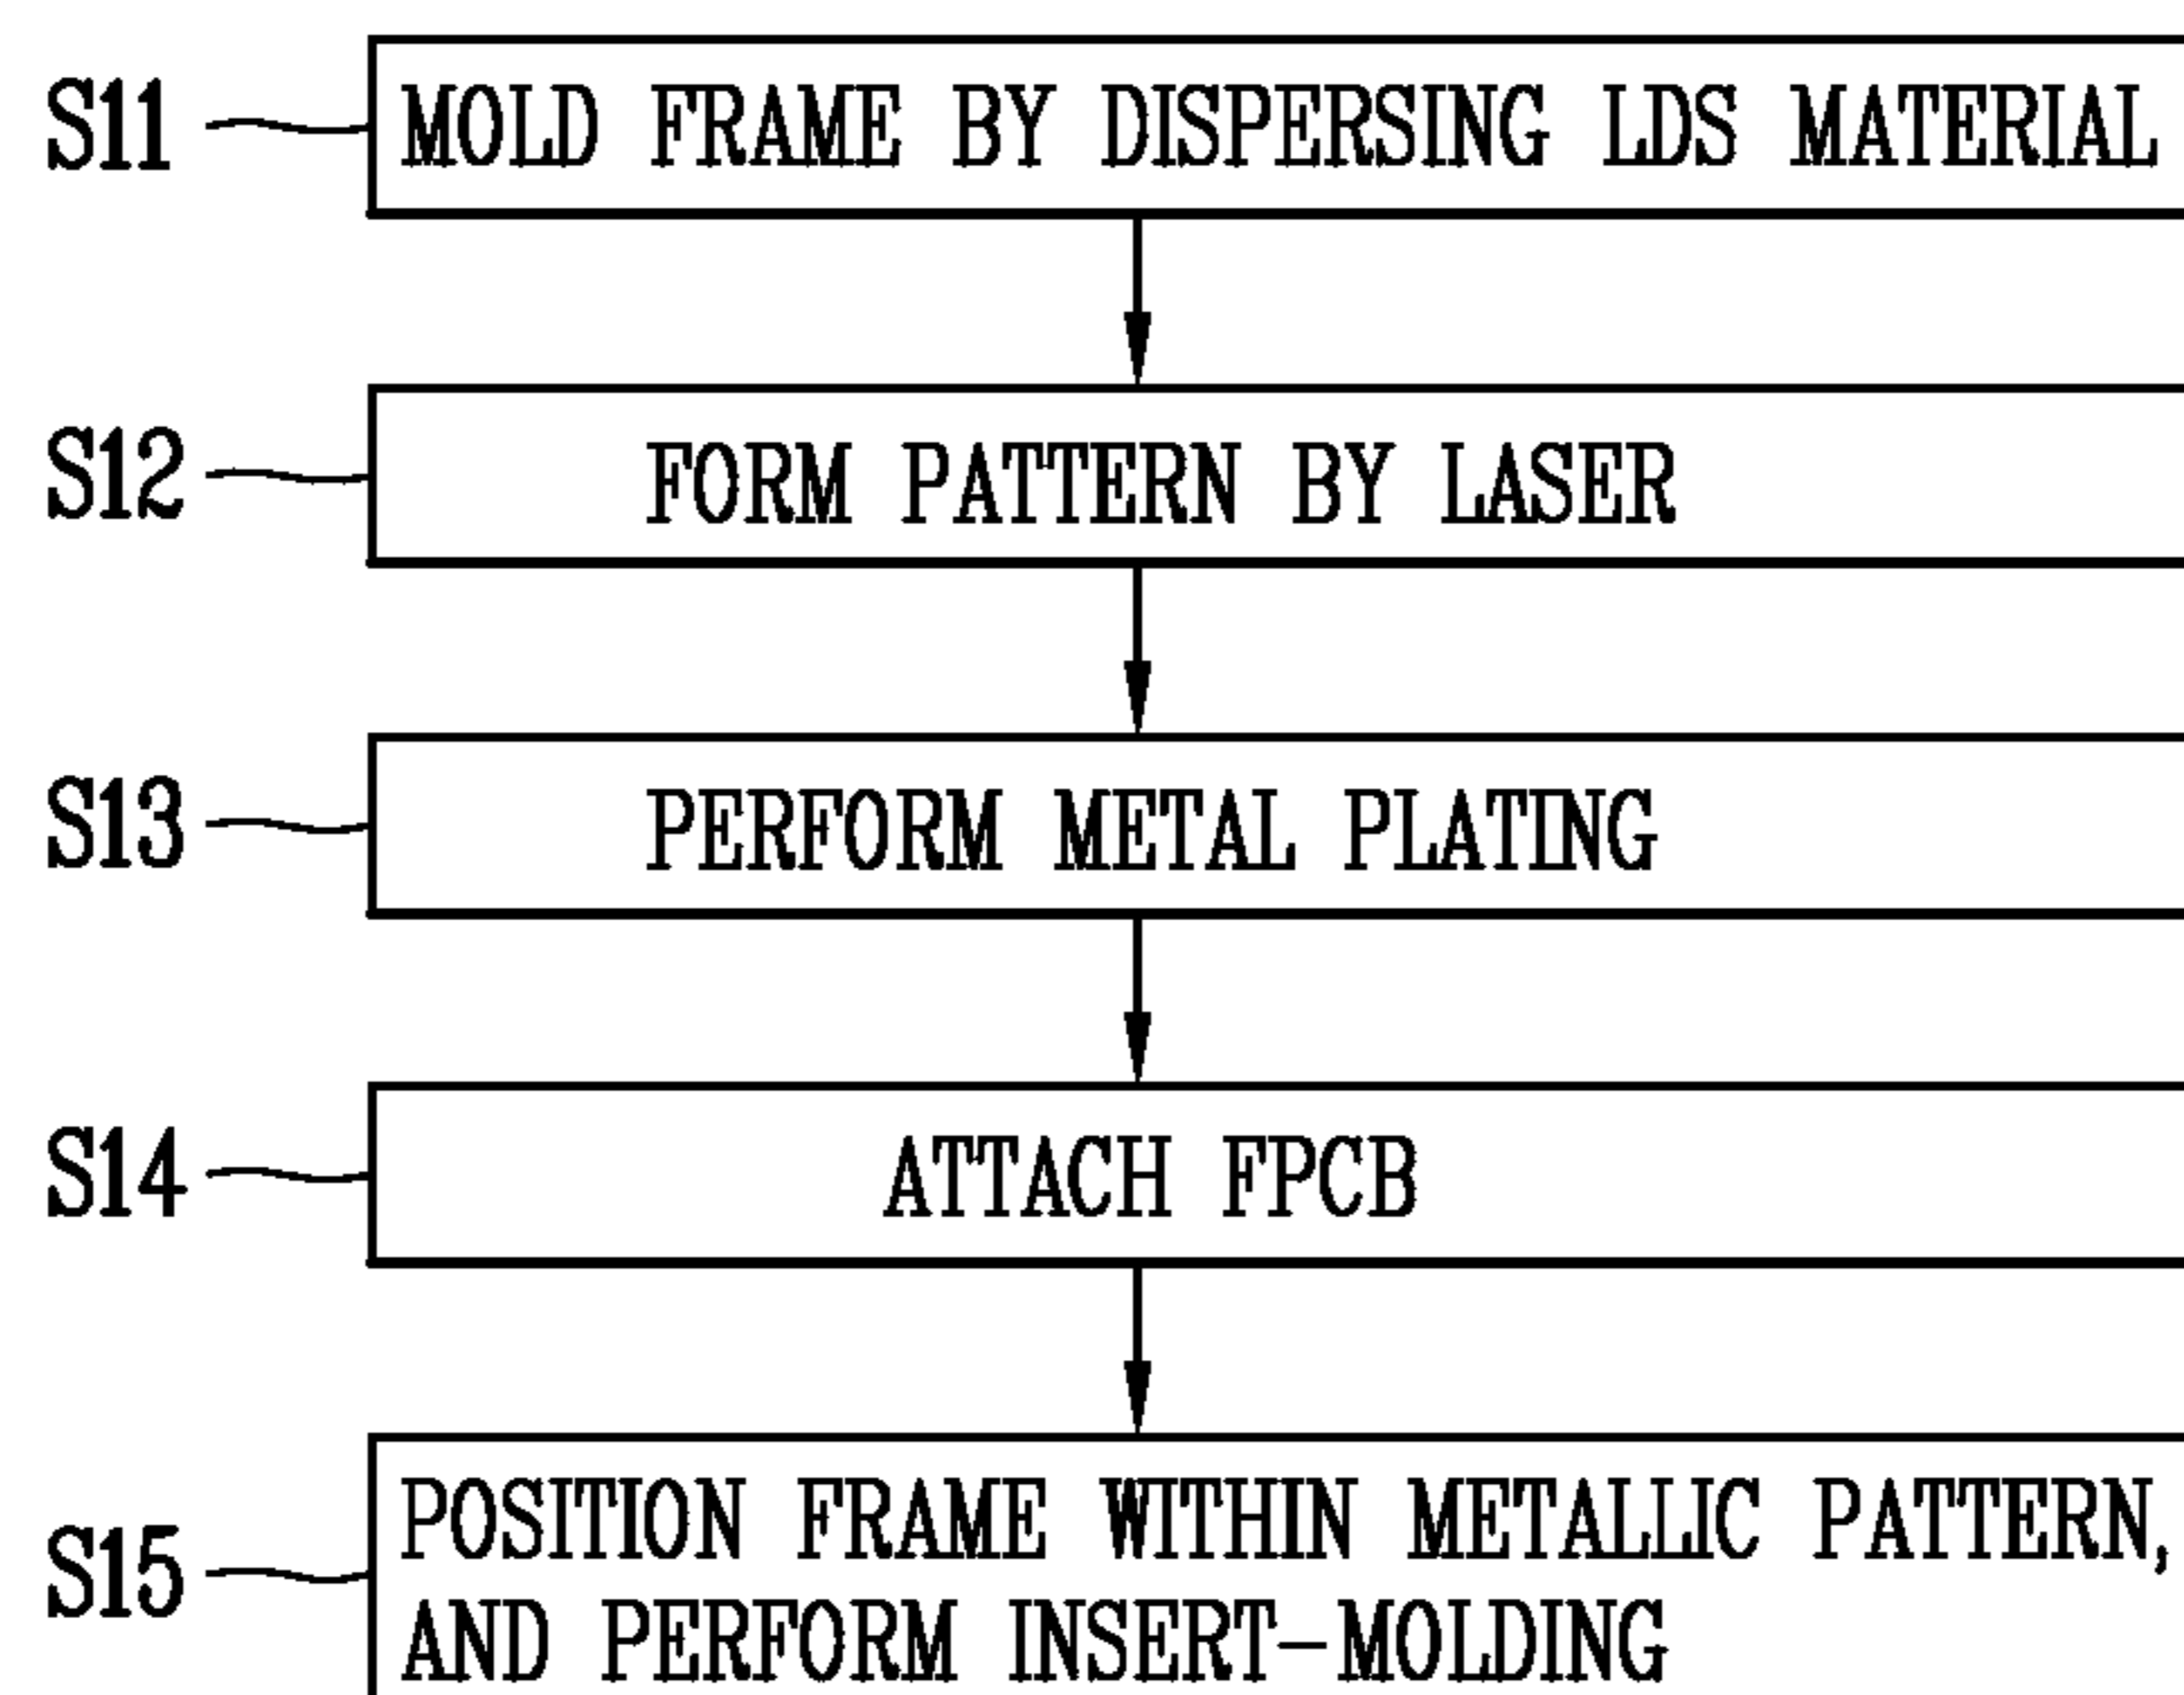 S11 MOLD FRAME BY DISPERSING LDS MATERIAL
S12 FORM PATTERN BY LASER
S13 PERFORM METAL PLATING
S14 ATTACH FPCB
S15 POSITION FRAME WITHIN METALLIC PATTERN,
AND PERFORM INSERT-MOLDING